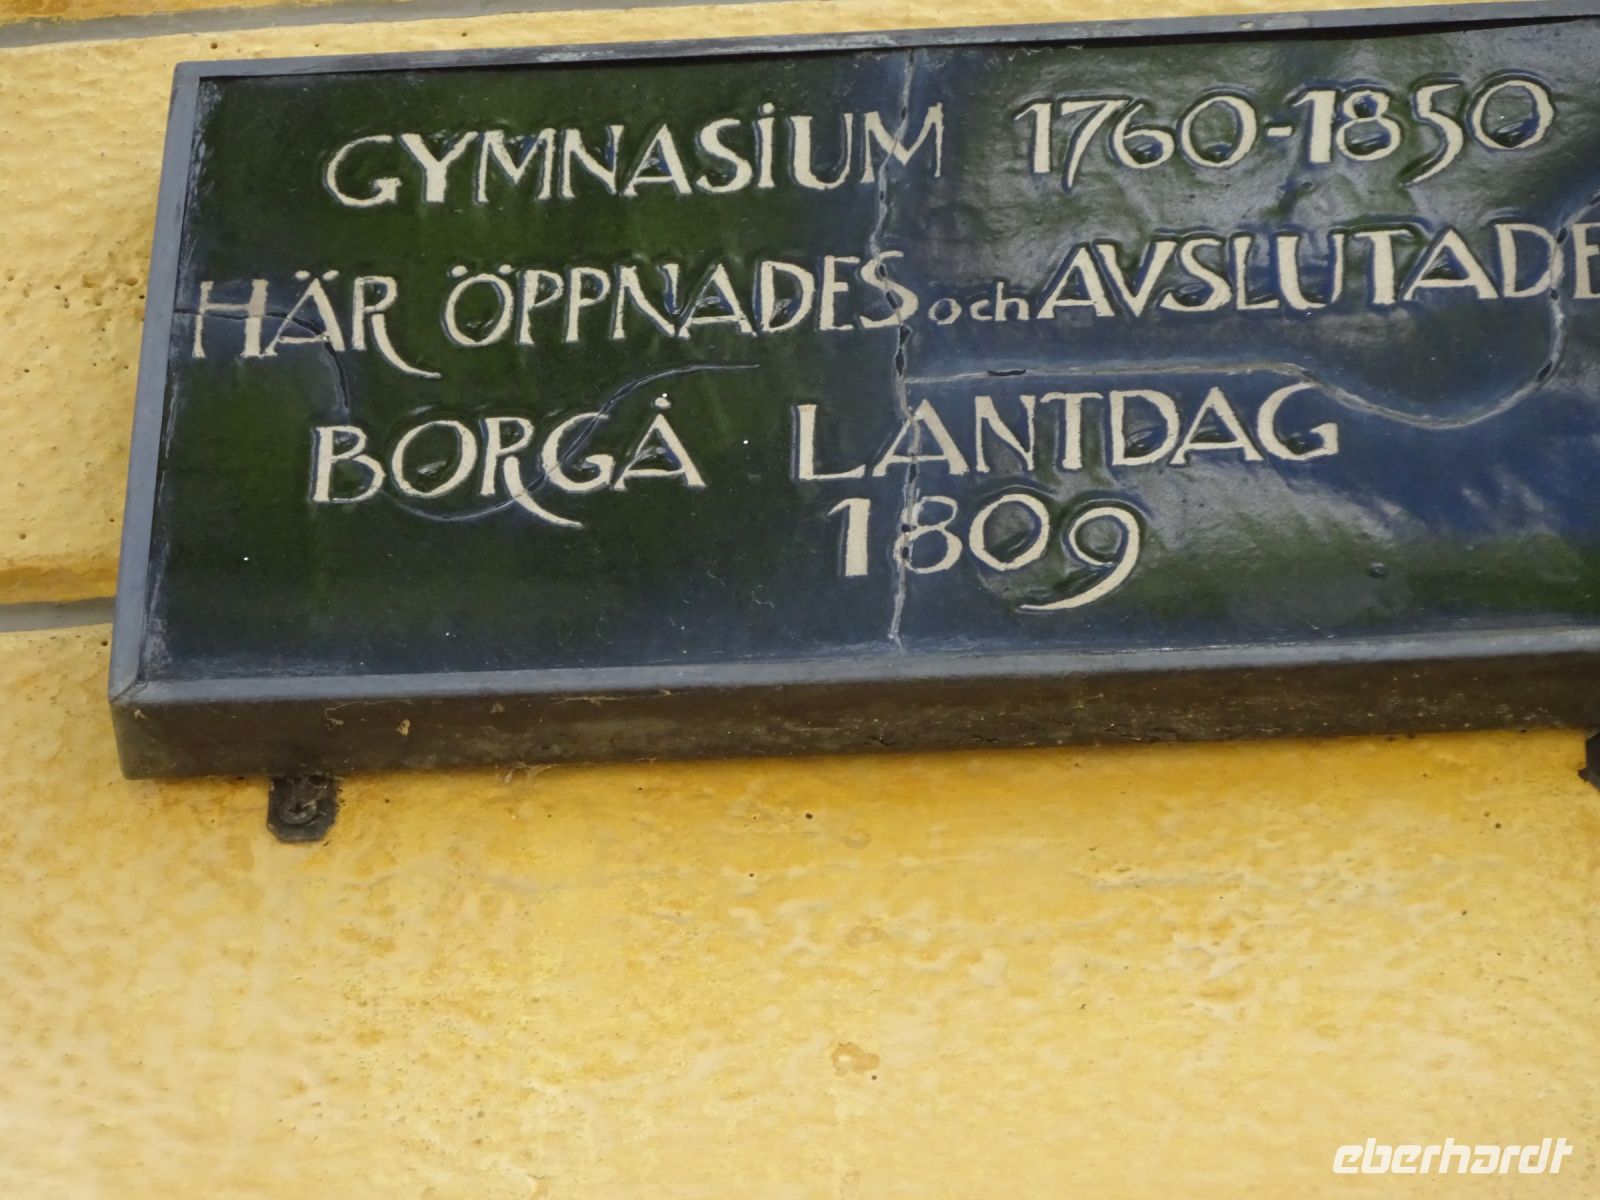 GYMNASIUM 1760-1850
HÄR ÖPPNADES och AVSLUTADE
BORGÅ LANTDAG
1809
eberhardt